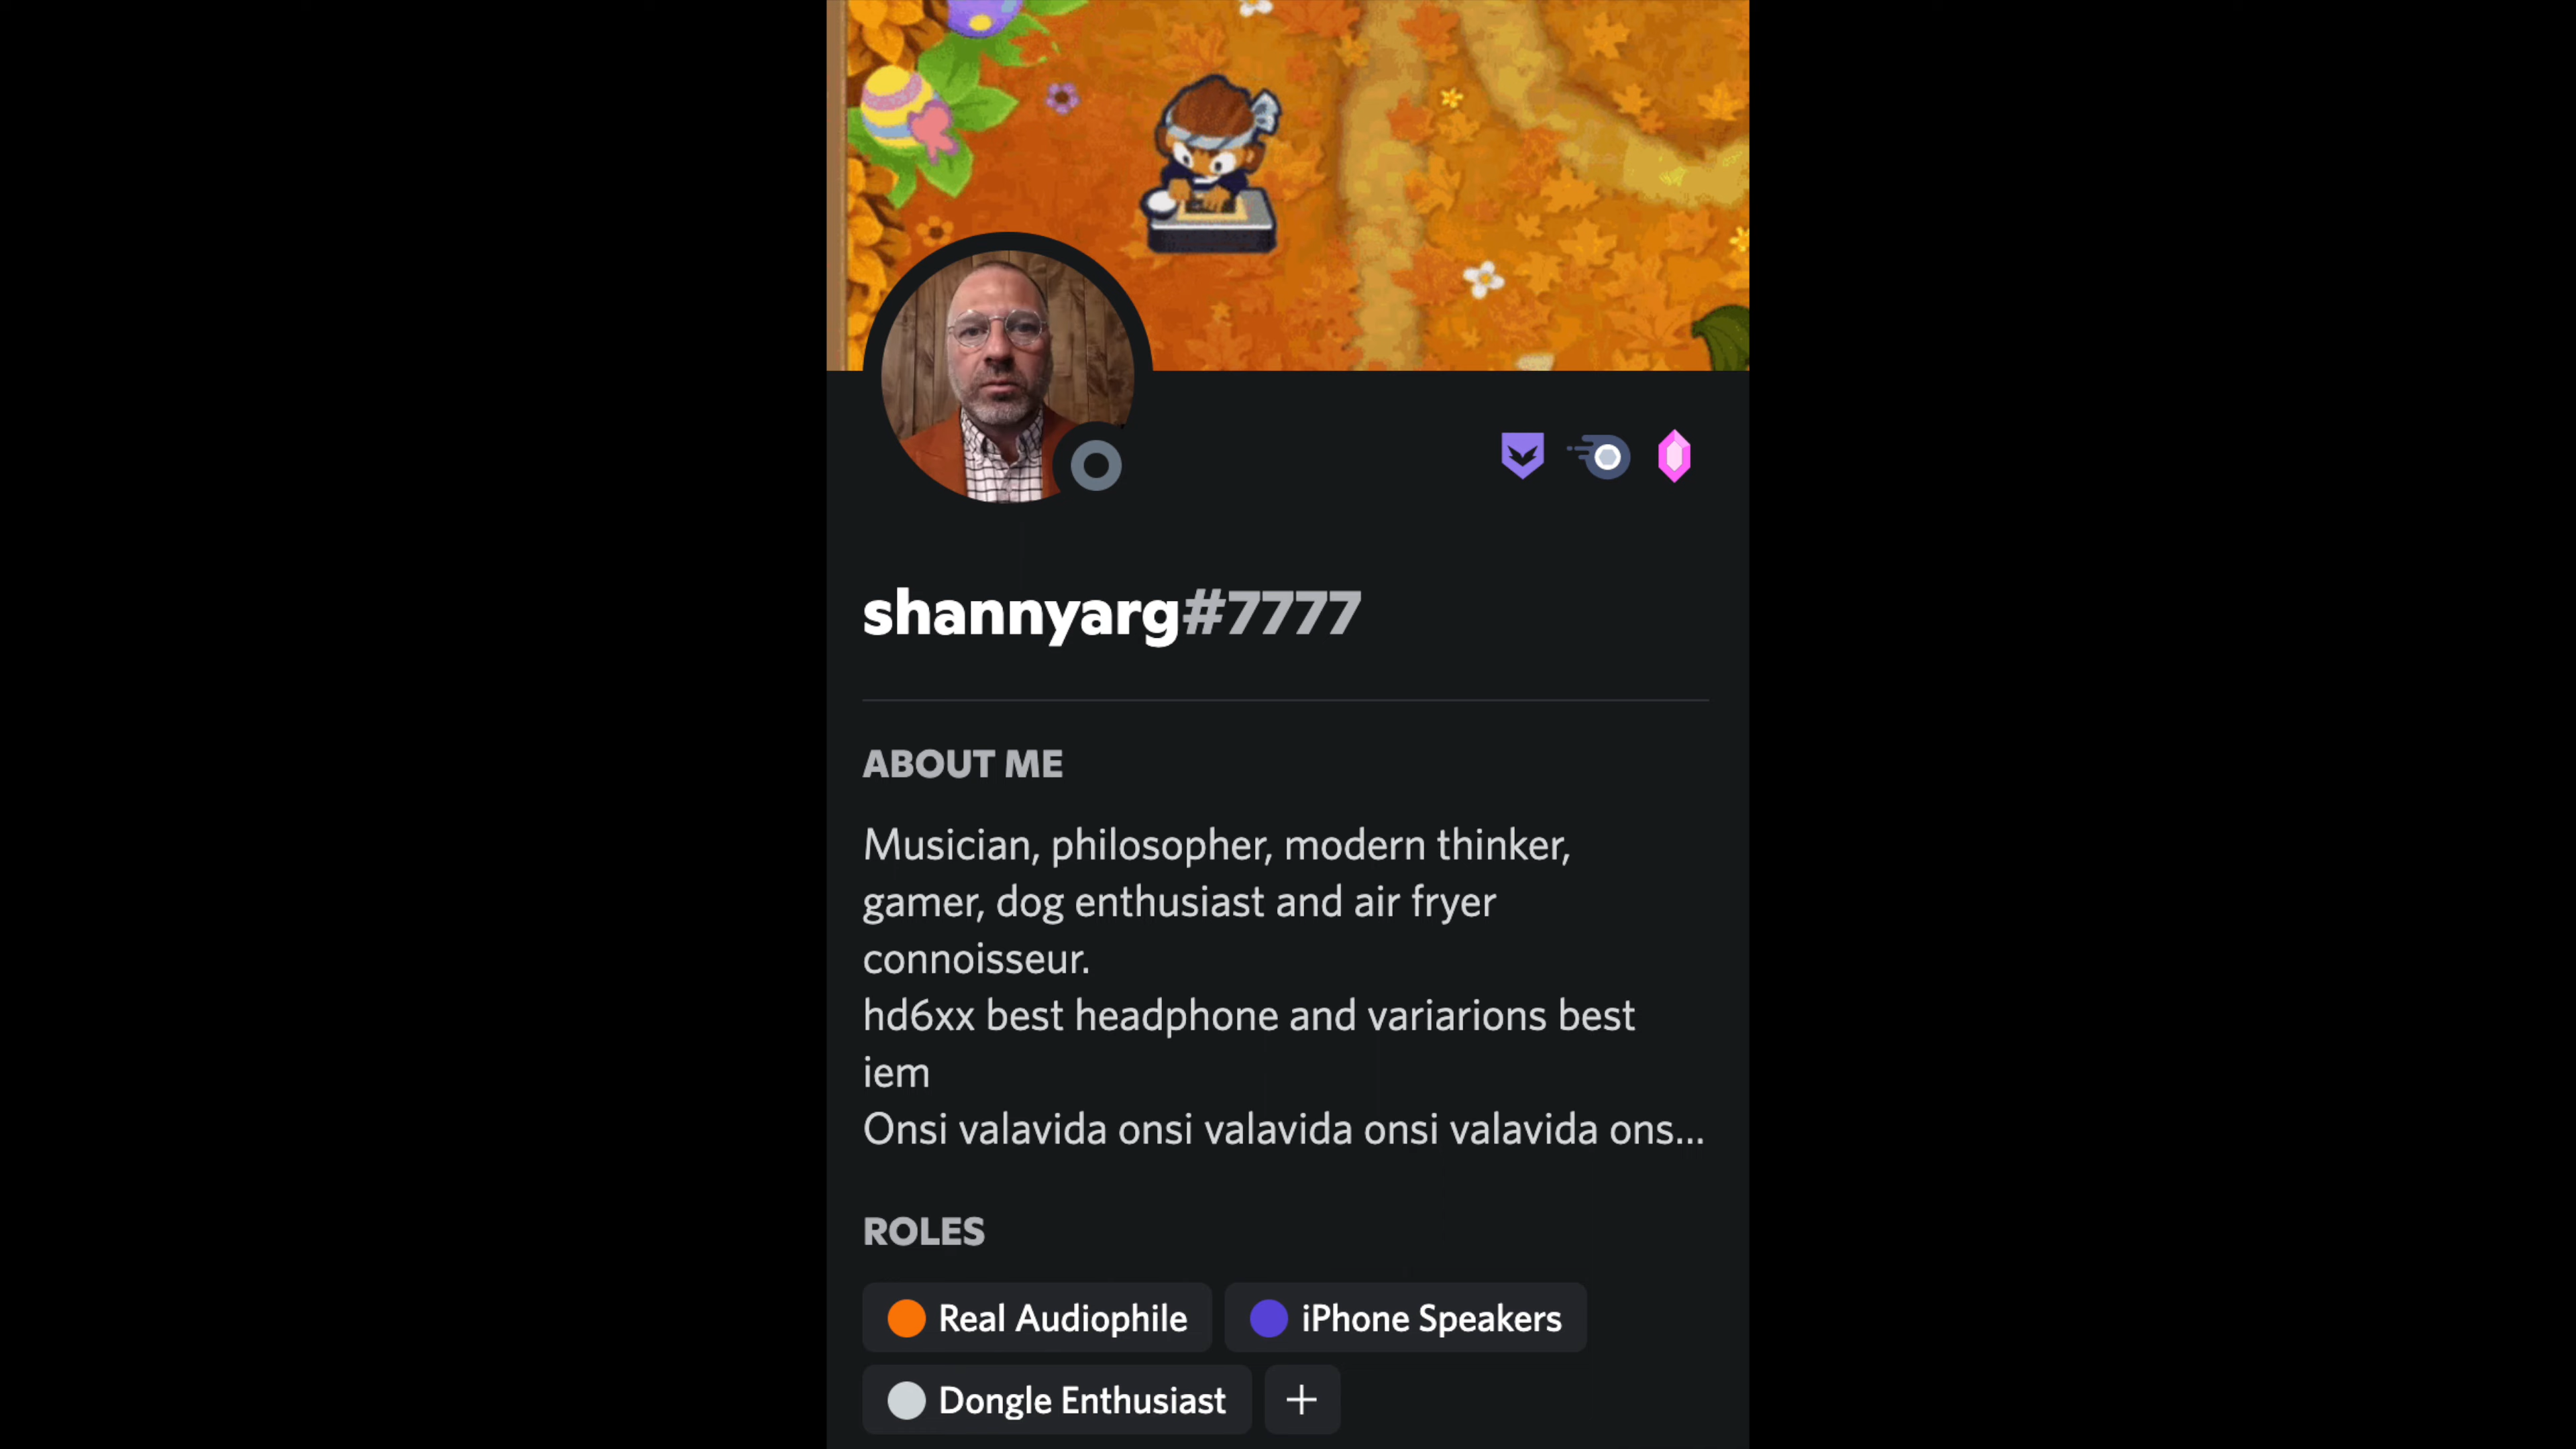 shannyarg#7777
ABOUT ME
Musician, philosopher, modern thinker,
gamer, dog enthusiast and air fryer
connoisseur.
hd6xx best headphone and variarions best
iem
Onsi valavida onsi valavida onsi valavida ons...
ROLES
Real Audiophile
iPhone Speakers
Dongle Enthusiast
+